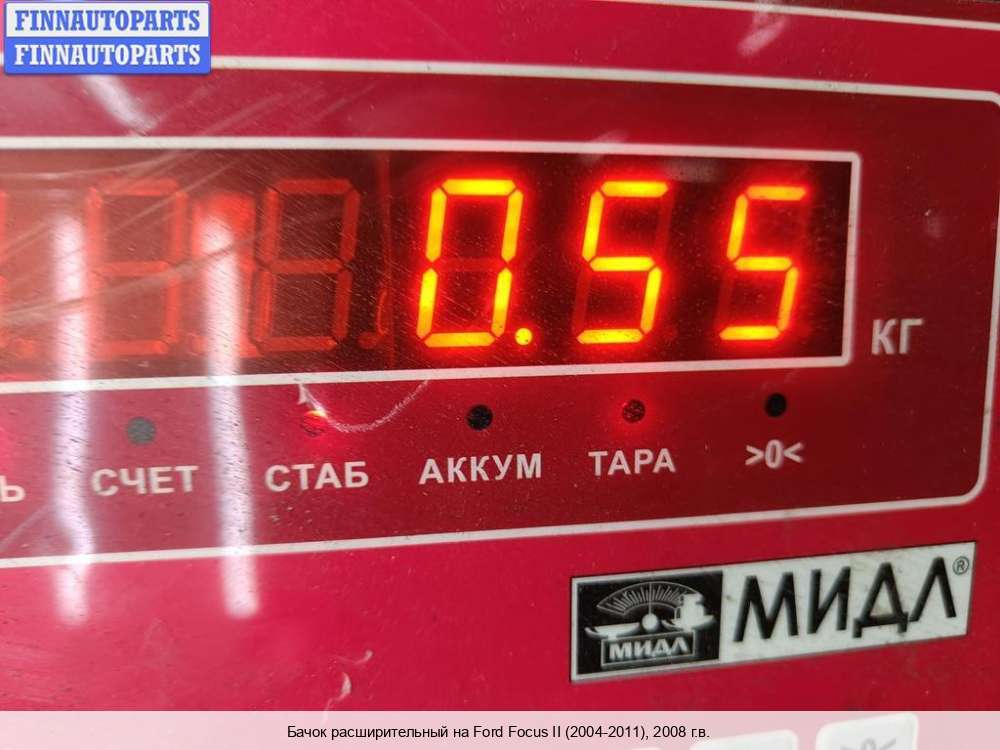 FINNAUTOPARTS
FINNAUTOPARTS
0.55
КГ
Ь СЧЕТ СТАБ АККУМ ТАРА >0<
МИДЛ МИДЛ®
Бачок расширительный на Ford Focus II (2004-2011), 2008 г.в.